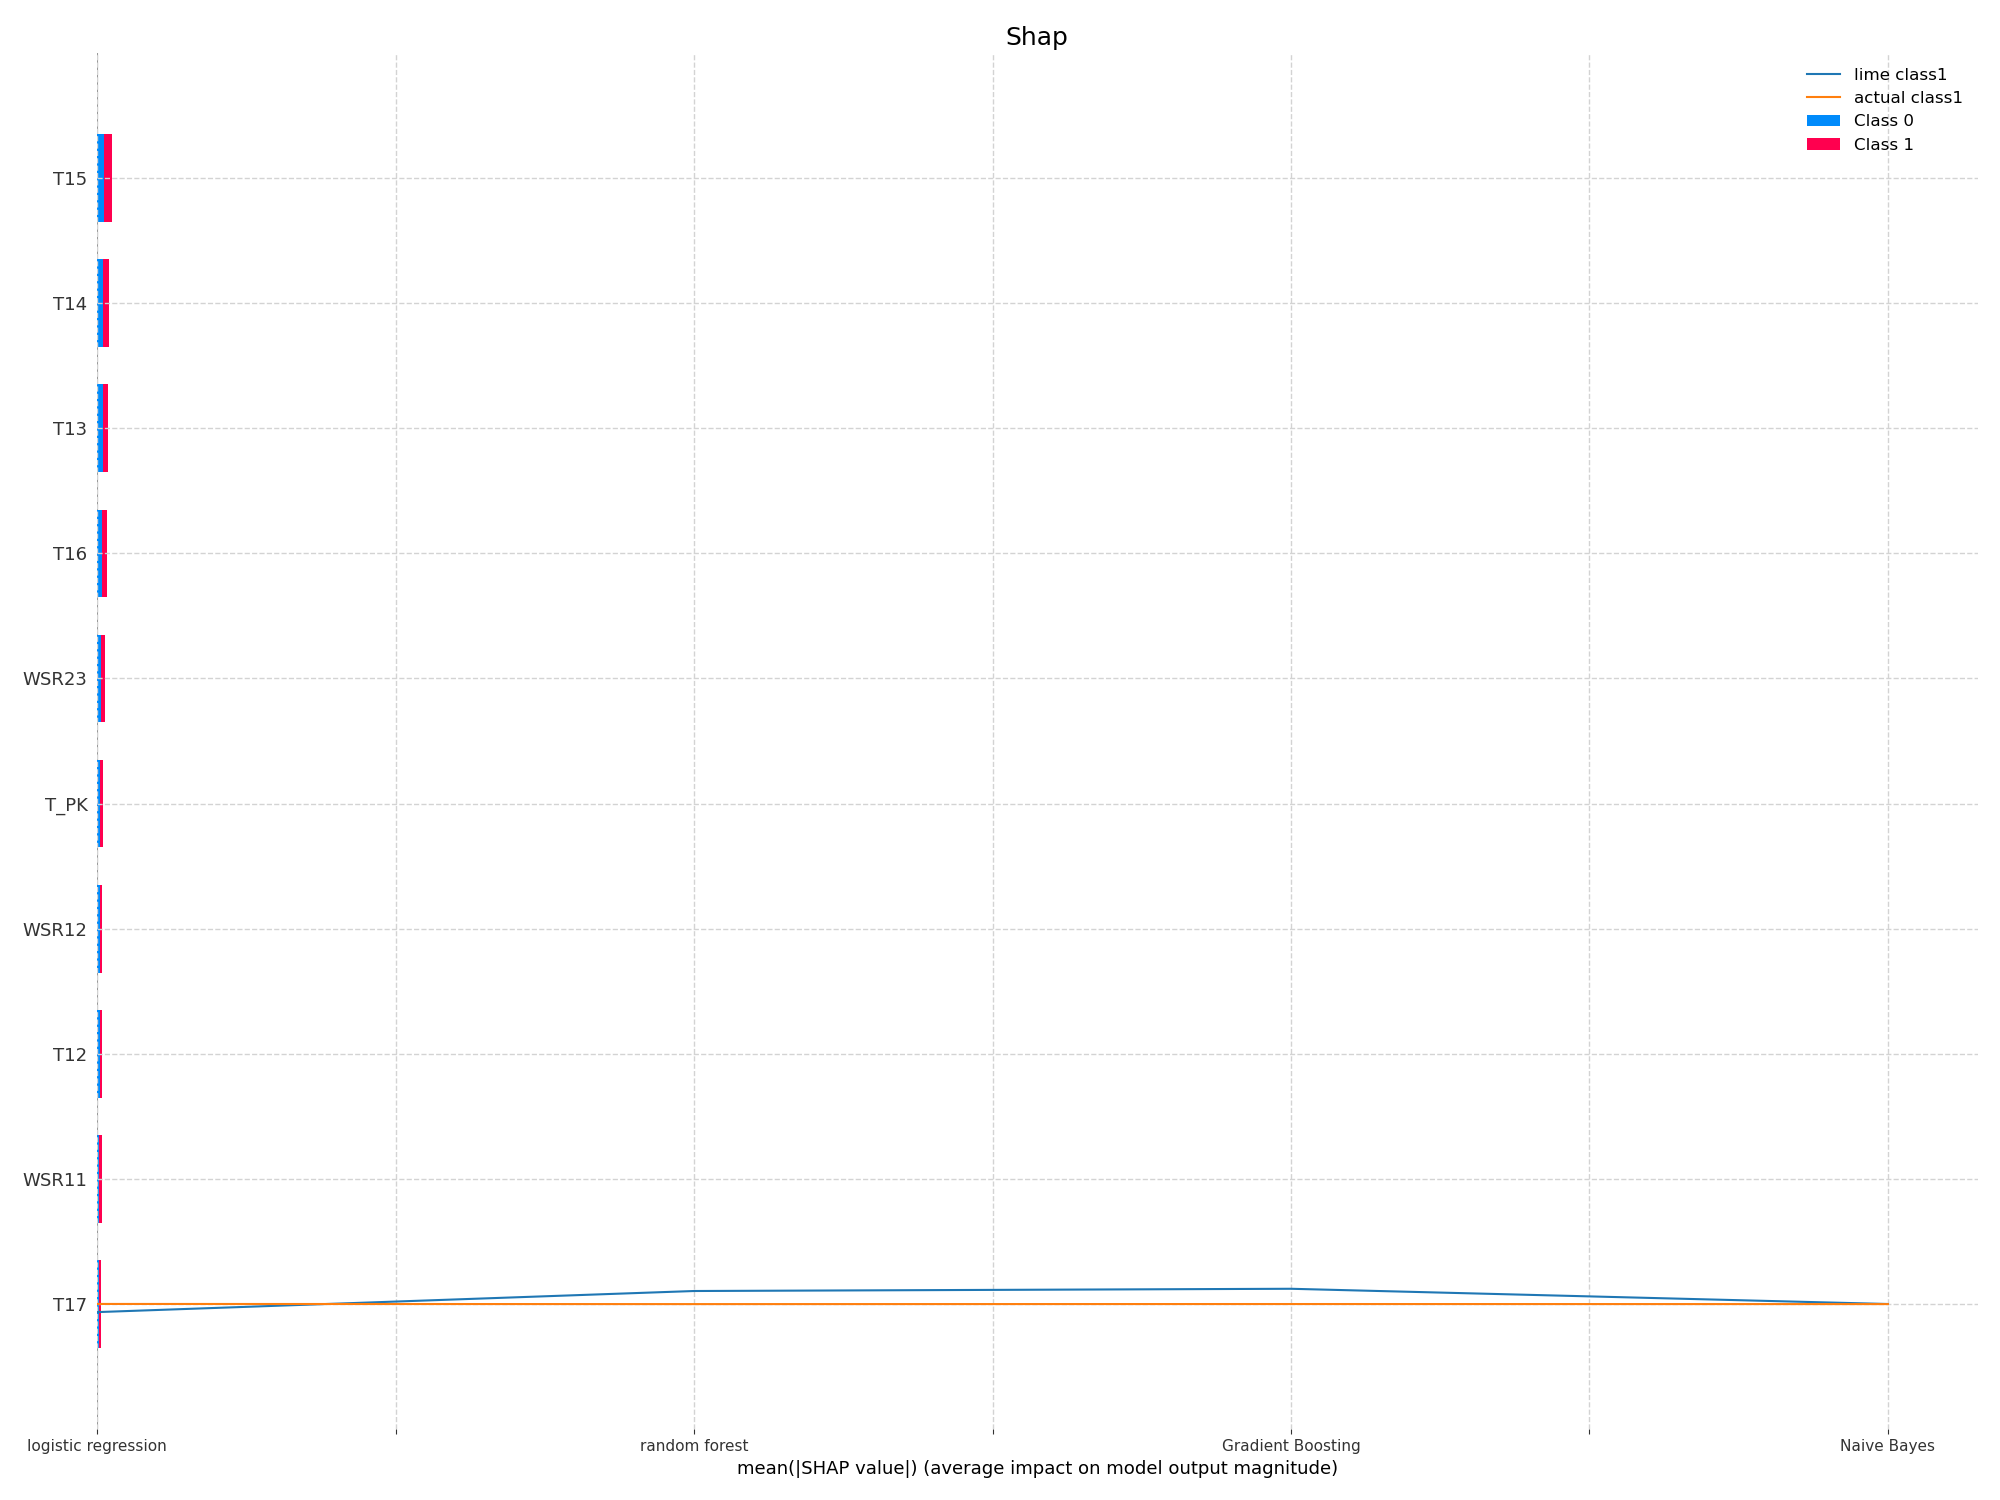 Shap
lime class1
actual class1
Class 0
Class 1
T15
T14
T13
T16
WSR23
T_PK
WSR12
T12
WSR11
T17
logistic regression
random forest
Gradient Boosting
Naive Bayes
mean(|SHAP value|) (average impact on model output magnitude)